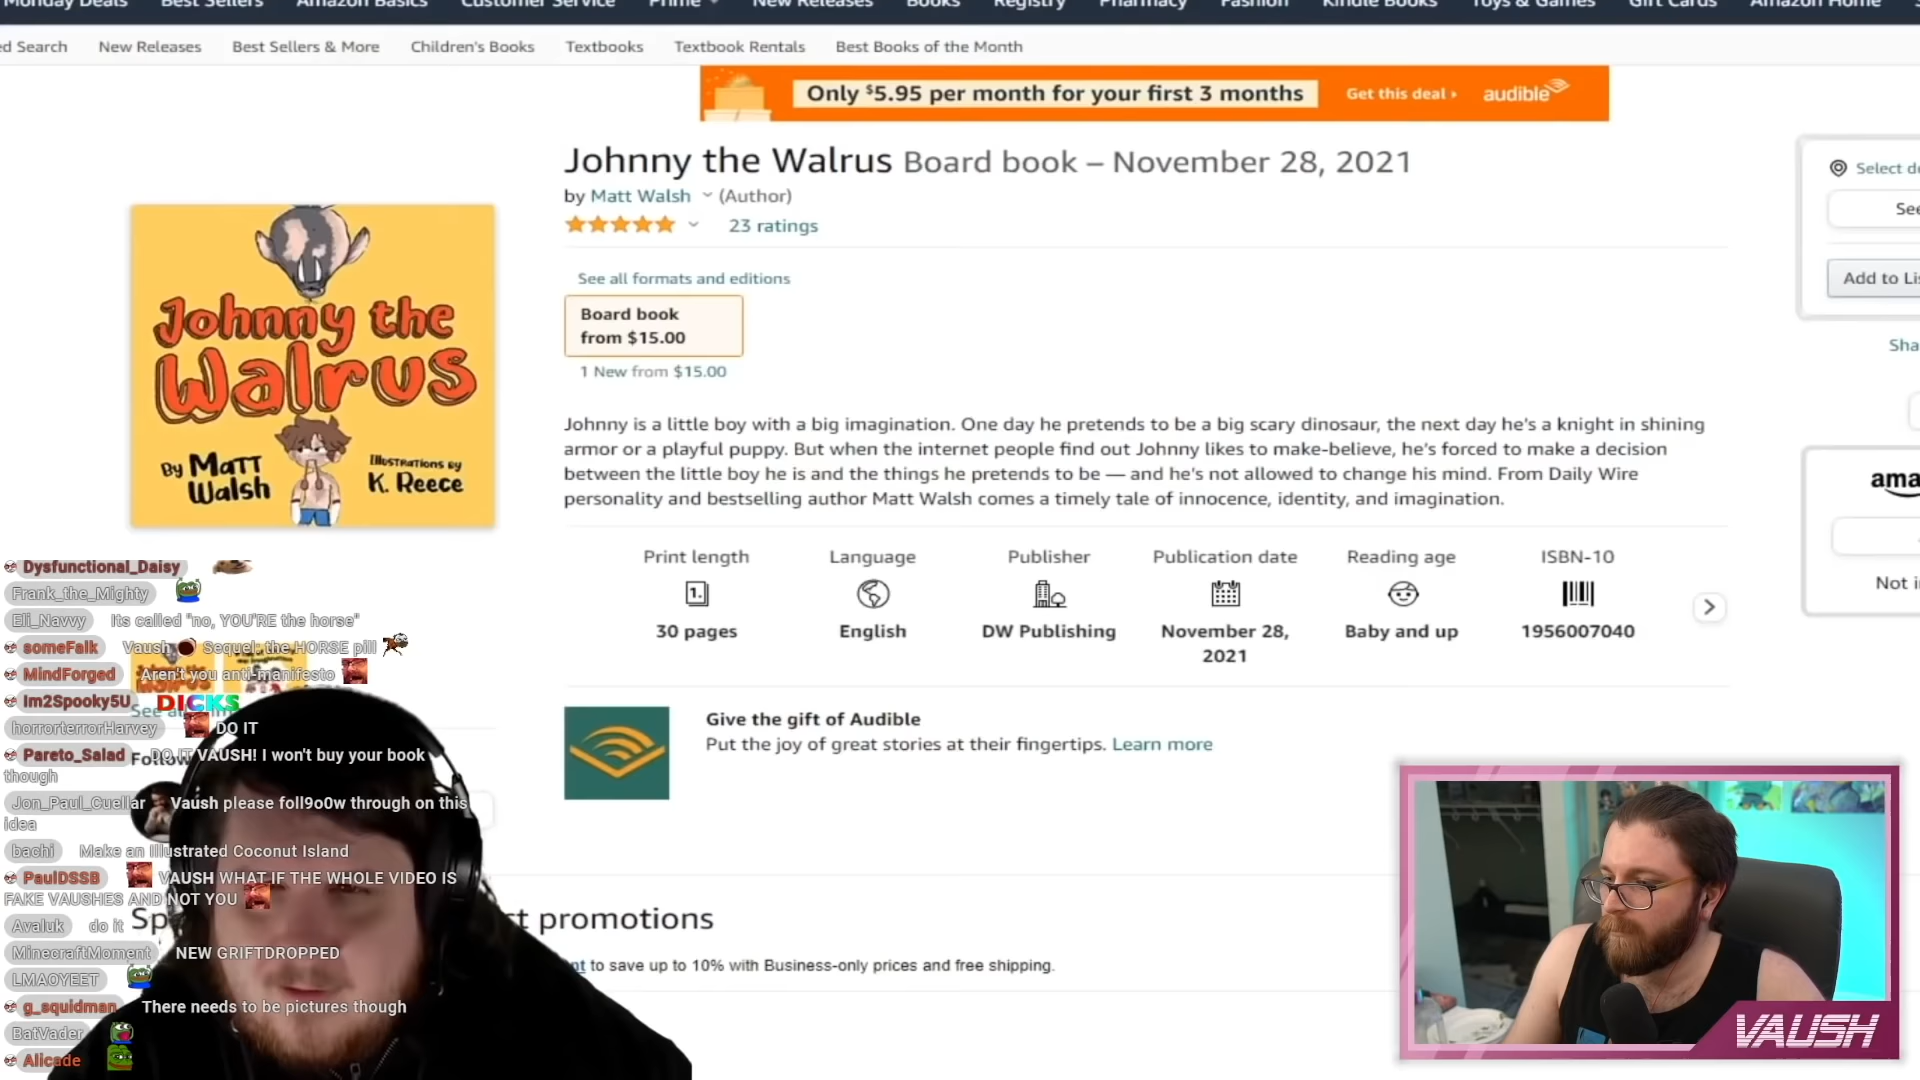 Monday Deals Best Sellers Amazon Basics Customer Service Prime New Releases Books Registry Pharmacy Fashion Kindle Books Toys & Games Gift Cards Amazon Home
ed Search New Releases Best Sellers & More Children's Books Textbooks Textbook Rentals Best Books of the Month
Only $5.95 per month for your first 3 months Get this deal audible
Johnny the Walrus Board book – November 28, 2021
by Matt Walsh (Author)
23 ratings
See all formats and editions
Board book
from $15.00
1 New from $15.00
Johnny the
Walrus
By Matt
Walsh
Illustrations by
K. Reece
Johnny is a little boy with a big imagination. One day he pretends to be a big scary dinosaur, the next day he's a knight in shining
armor or a playful puppy. But when the internet people find out Johnny likes to make-believe, he's forced to make a decision
between the little boy he is and the things he pretends to be — and he's not allowed to change his mind. From Daily Wire
personality and bestselling author Matt Walsh comes a timely tale of innocence, identity, and imagination.
Print length Language Publisher Publication date Reading age ISBN-10
1.
30 pages English DW Publishing November 28, Baby and up 1956007040
2021
Give the gift of Audible
Put the joy of great stories at their fingertips. Learn more
t promotions
to save up to 10% with Business-only prices and free shipping.
Select de
See
Add to Lis
Sha
ama
Not i
Dysfunctional_Daisy
Frank_the_Mighty
Eli_Navvy Its called "no, YOU'RE the horse"
someFalk Vaush Sequel: the HORSE pill
MindForged Aren't you anti-manifesto
Im2Spooky5U DICKS
See al
horrorterrorHarvey DO IT
Pareto_Salad DO IT VAUSH! I won't buy your book
though
Follow
Jon_Paul_Cuellar Vaush please foll9o0w through on this
idea
bachi Make an Illustrated Coconut Island
PaulDSSB VAUSH WHAT IF THE WHOLE VIDEO IS
FAKE VAUSHES AND NOT YOU
Avaluk do it
Sp
MinecraftMoment NEW GRIFTDROPPED
LMAOYEET
g_squidman There needs to be pictures though
BatVader
Alicade
VAUSH